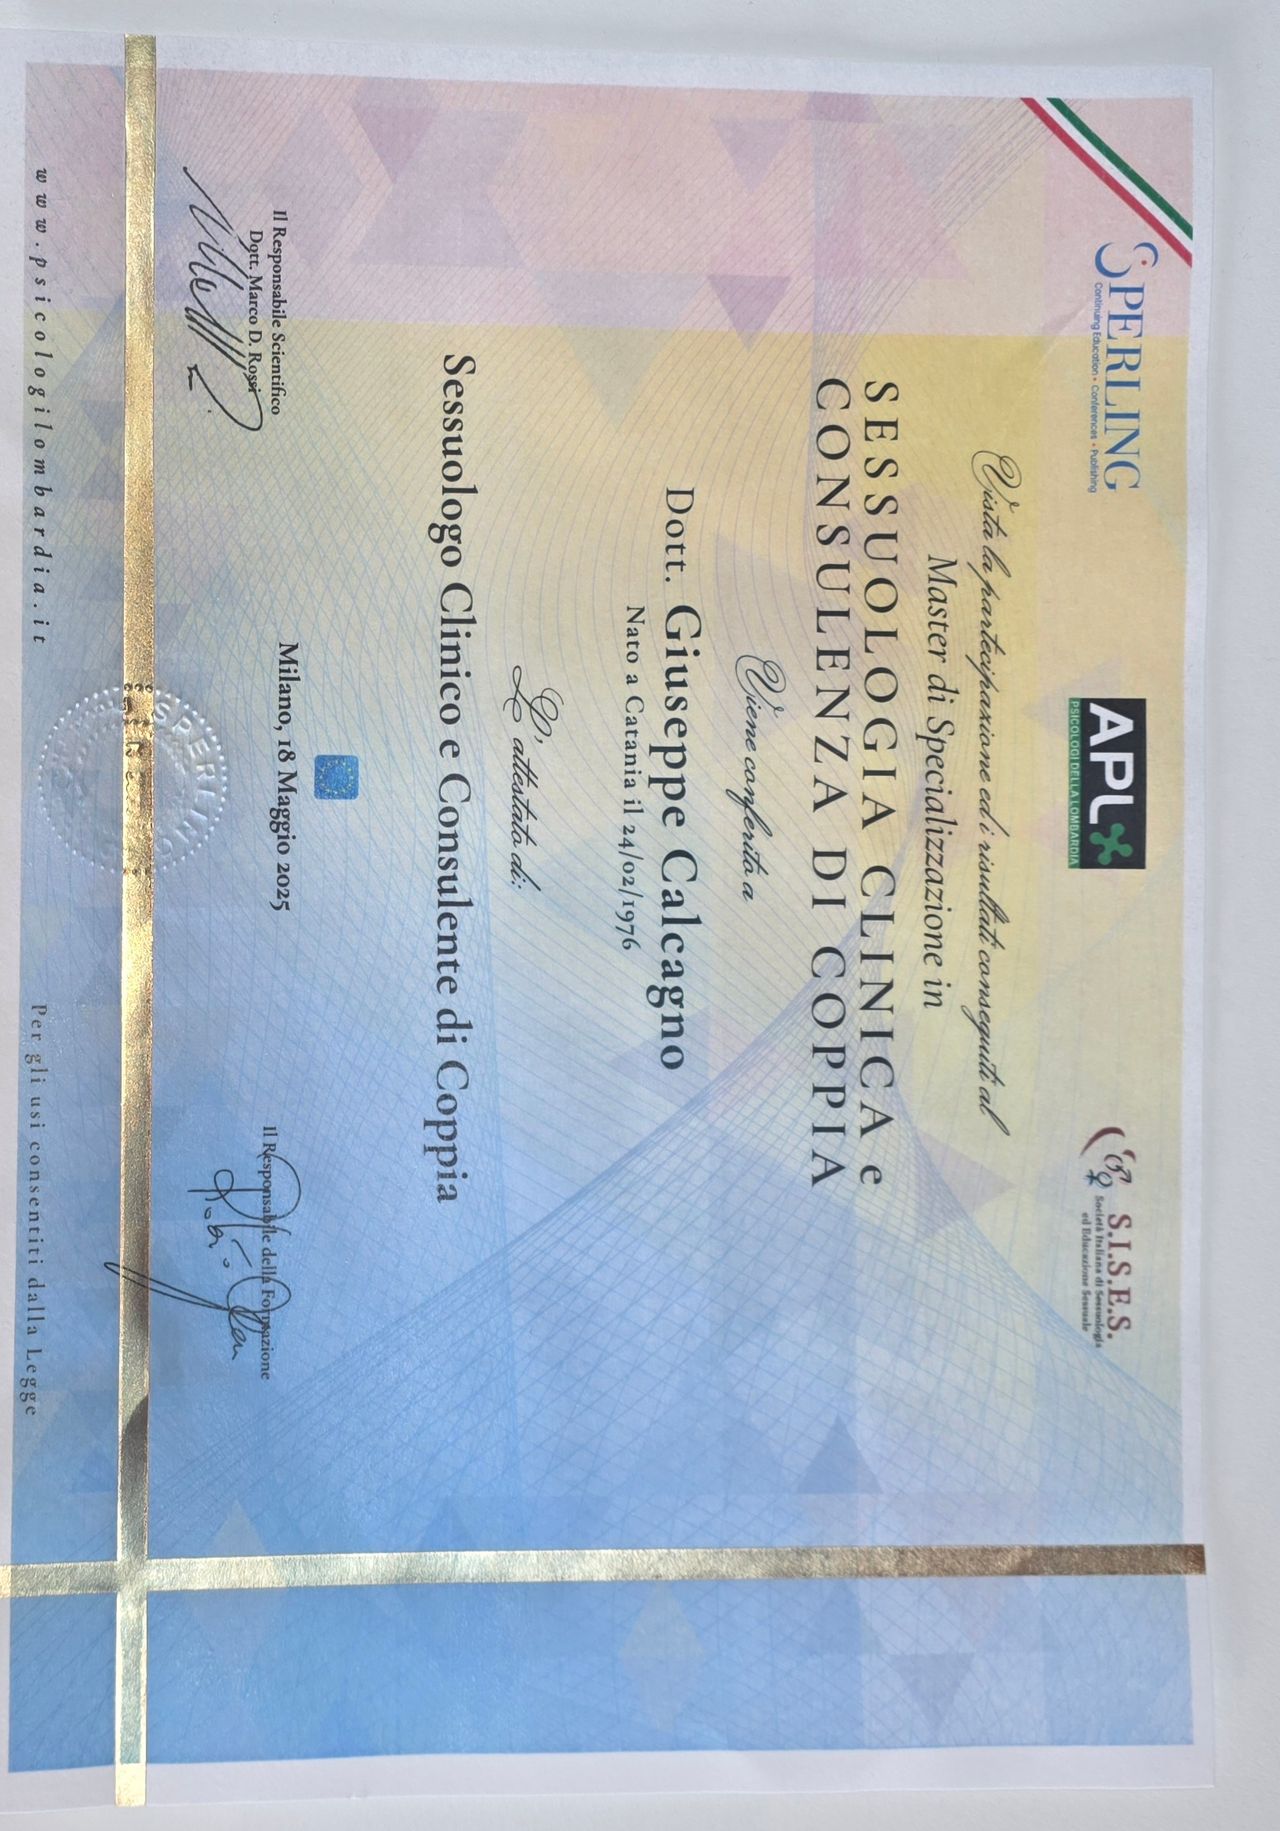 SPERLING
Continuing Education • Conferences • Publishing
APL
PSICOLOGI DELLA LOMBARDIA
S.I.S.E.S.
Società Italiana di Sessuologia
ed Educazione Sessuale
Vista la partecipazione ed i risultati conseguiti al
Master di Specializzazione in
SESSUOLOGIA CLINICA e
CONSULENZA DI COPPIA
Viene conferito a
Dott. Giuseppe Calcagno
Nato a Catania il 24/02/1976
L'attestato di:
Sessuologo Clinico e Consulente di Coppia
Milano, 18 Maggio 2025
Il Responsabile Scientifico
Dott. Marco D. Rossi
Il Responsabile della Formazione
SPERLING
www.psicologilombardia.it
Per gli usi consentiti dalla Legge